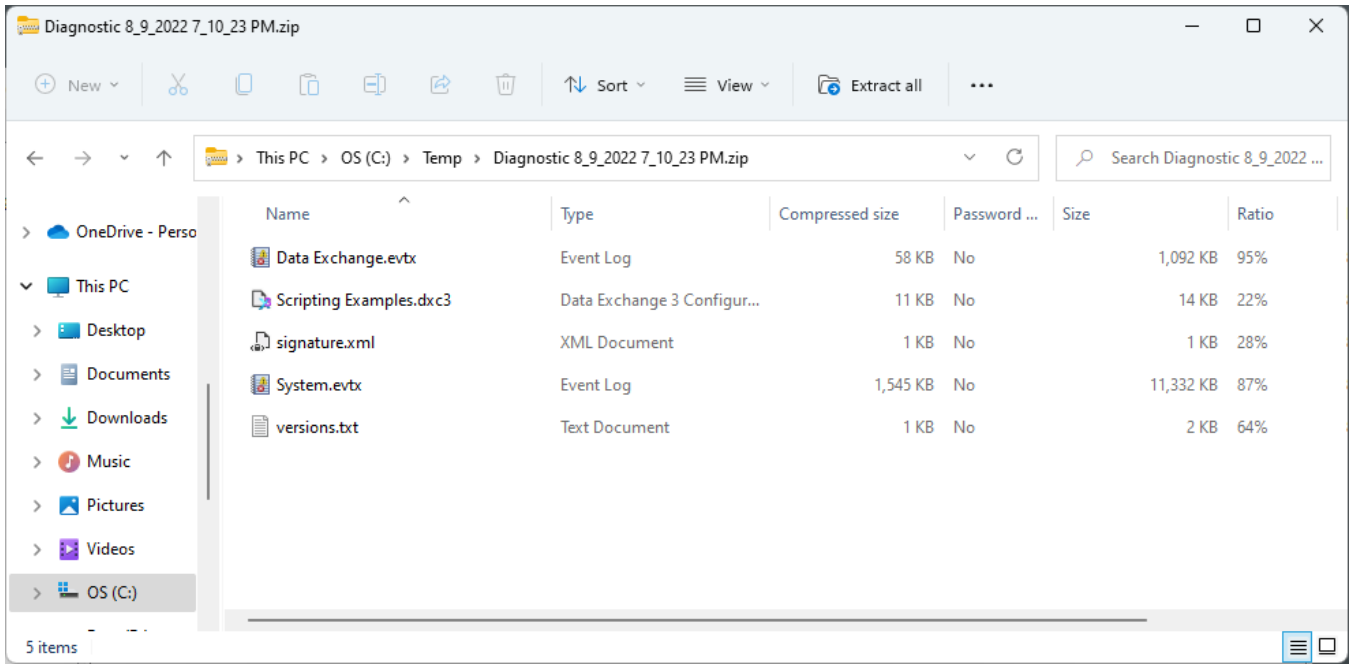 Diagnostic 8_9_2022 7_10_23 PM.zip
New Sort View Extract all ...
This PC > OS (C:) > Temp > Diagnostic 8_9_2022 7_10_23 PM.zip Search Diagnostic 8_9_2022 ...
OneDrive - Perso
This PC
Desktop
Documents
Downloads
Music
Pictures
Videos
OS (C:)
Name Type Compressed size Password ... Size Ratio
Data Exchange.evtx Event Log 58 KB No 1,092 KB 95%
Scripting Examples.dxc3 Data Exchange 3 Configur... 11 KB No 14 KB 22%
signature.xml XML Document 1 KB No 1 KB 28%
System.evtx Event Log 1,545 KB No 11,332 KB 87%
versions.txt Text Document 1 KB No 2 KB 64%
5 items